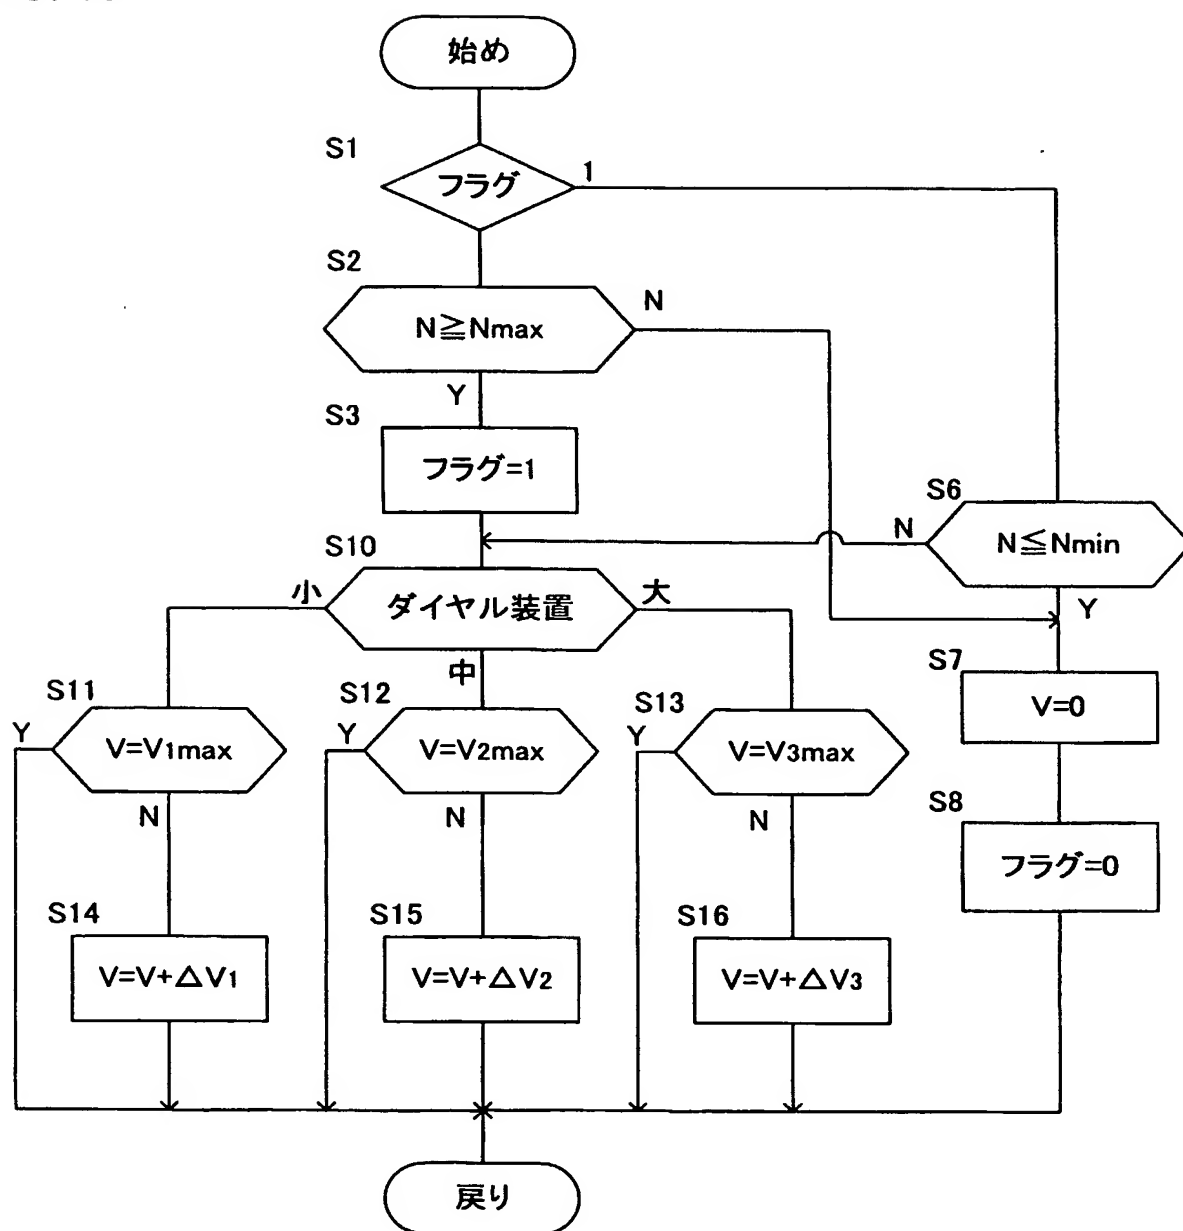 始め
S1
フラグ
1
S2
N≧Nmax
N
Y
S3
フラグ=1
S6
N≦Nmin
N
Y
S10
ダイヤル装置
小
中
大
S7
V=0
S11
V=V1max
Y
N
S12
V=V2max
Y
N
S13
V=V3max
Y
N
S8
フラグ=0
S14
V=V+△V1
S15
V=V+△V2
S16
V=V+△V3
戻り